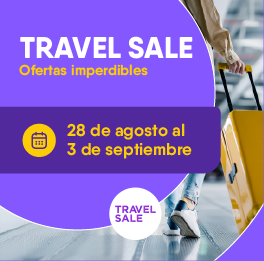 TRAVEL SALE
Ofertas imperdibles
28 de agosto al
3 de septiembre
TRAVEL
SALE